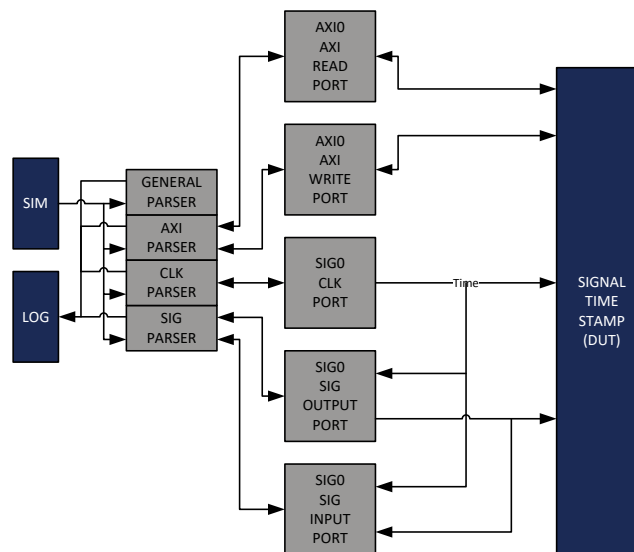 AXI0
AXI
READ
PORT
AXI0
AXI
WRITE
PORT
SIM
GENERAL
PARSER
AXI
PARSER
CLK
PARSER
SIG
PARSER
LOG
SIG0
CLK
PORT
Time
SIGNAL
TIME
STAMP
(DUT)
SIG0
SIG
OUTPUT
PORT
SIG0
SIG
INPUT
PORT